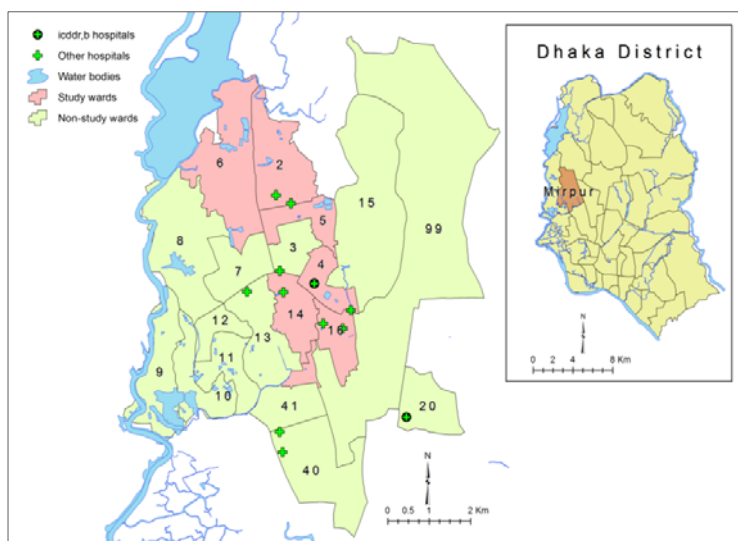 icddr,b hospitals
Other hospitals
Water bodies
Study wards
Non-study wards
6
2
5
15
99
8
3
7
4
14
16
12
13
11
9
10
41
20
40
N
0 0.5 1 2 Km
Dhaka District
Mirpur
N
0 2 4 8 Km